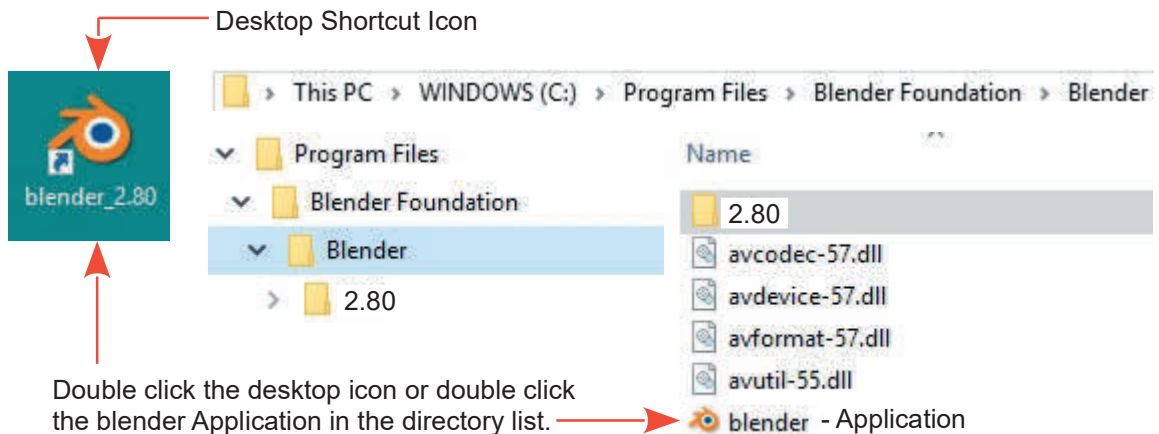 Desktop Shortcut Icon
blender_2.80
This PC > WINDOWS (C:) > Program Files > Blender Foundation > Blender
Program Files
Blender Foundation
Blender
2.80
Name
2.80
avcodec-57.dll
avdevice-57.dll
avformat-57.dll
avutil-55.dll
blender - Application
Double click the desktop icon or double click
the blender Application in the directory list.